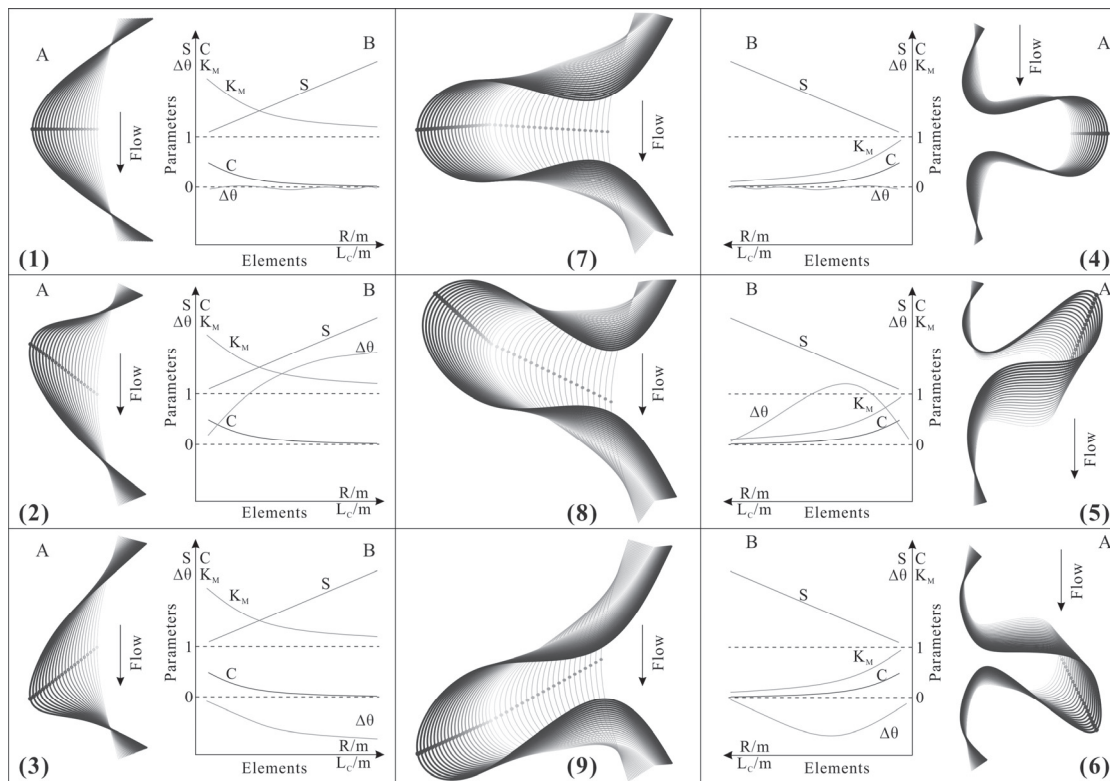 A
S C
Δθ K_M
B
K_M
S
Parameters
1
C
0
Δθ
Flow
R/m
Elements
L_C/m
(1)
Flow
(7)
B
S C
Δθ K_M
S
Parameters
1
K_M
C
0
Δθ
R/m
L_C/m
Elements
Flow
A
(4)
A
S C
Δθ K_M
B
S
K_M
Δθ
Parameters
1
C
0
Flow
R/m
Elements
L_C/m
(2)
Flow
(8)
B
S C
Δθ K_M
S
Parameters
1
Δθ
K_M
C
0
R/m
L_C/m
Elements
A
Flow
(5)
A
S C
Δθ K_M
B
K_M
S
Parameters
1
C
0
Δθ
Flow
R/m
Elements
L_C/m
(3)
Flow
(9)
B
S C
Δθ K_M
S
Parameters
1
K_M
C
0
Δθ
R/m
L_C/m
Elements
Flow
A
(6)